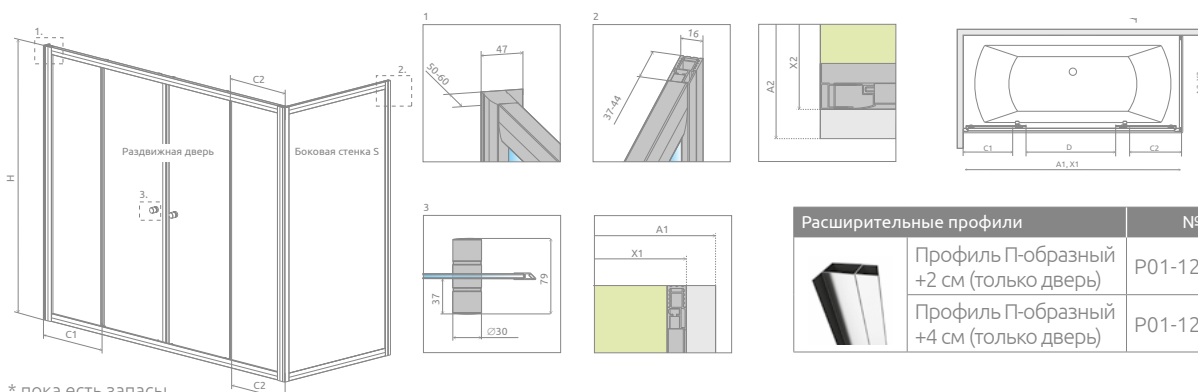 1.
2.
C2
H
Раздвижная дверь
Боковая стенка S
3.
C1
C2
* пока есть запасы
1
47
50-60
2
16
37-44
A2
X2
C1
D
C2
A1, X1
3
37
79
Ø30
A1
X1
Расширительные профили
Профиль П-образный
+2 см (только дверь)
P01-12
Профиль П-образный
+4 см (только дверь)
P01-12